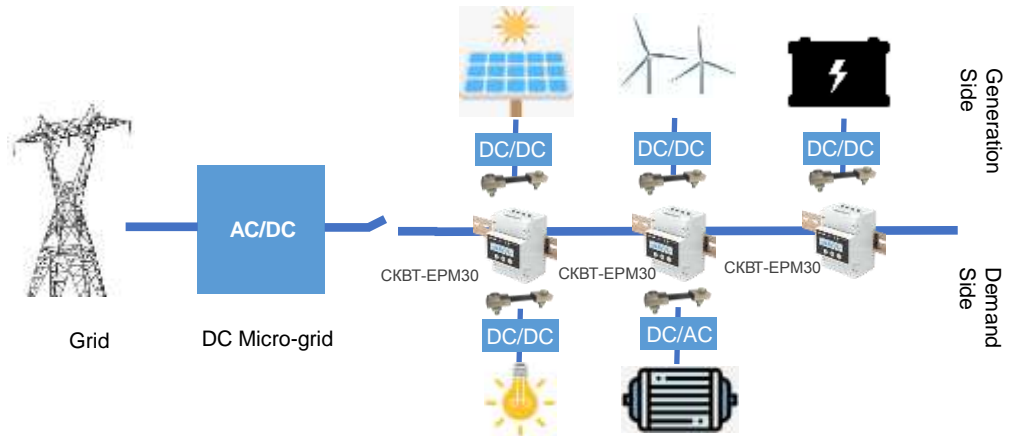 DC/DC
DC/DC
DC/DC
Generation
Side
AC/DC
CKBT-EPM30
CKBT-EPM30
CKBT-EPM30
Demand
Side
Grid
DC Micro-grid
DC/DC
DC/AC